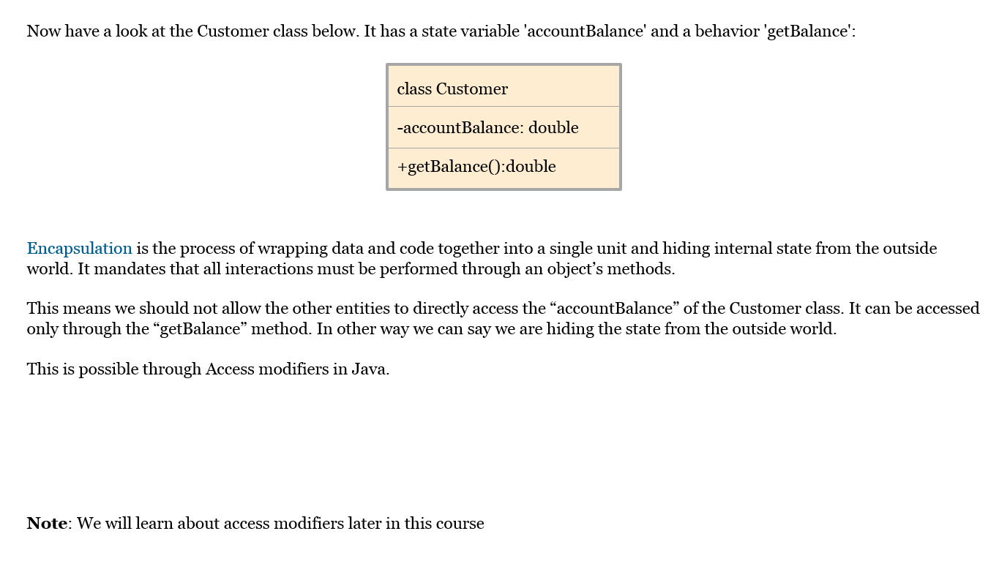 Now have a look at the Customer class below. It has a state variable 'accountBalance' and a behavior 'getBalance':
class Customer
-accountBalance: double
+getBalance():double
Encapsulation is the process of wrapping data and code together into a single unit and hiding internal state from the outside
world. It mandates that all interactions must be performed through an object’s methods.
This means we should not allow the other entities to directly access the “accountBalance” of the Customer class. It can be accessed
only through the “getBalance” method. In other way we can say we are hiding the state from the outside world.
This is possible through Access modifiers in Java.
Note: We will learn about access modifiers later in this course